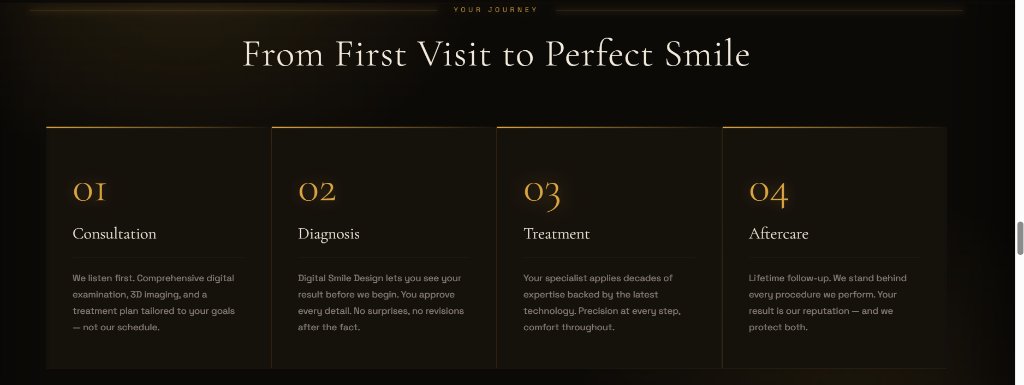 YOUR JOURNEY
From First Visit to Perfect Smile
01
Consultation
We listen first. Comprehensive digital
examination, 3D imaging, and a
treatment plan tailored to your goals
— not our schedule.
02
Diagnosis
Digital Smile Design lets you see your
result before we begin. You approve
every detail. No surprises, no revisions
after the fact.
03
Treatment
Your specialist applies decades of
expertise backed by the latest
technology. Precision at every step,
comfort throughout.
04
Aftercare
Lifetime follow-up. We stand behind
every procedure we perform. Your
result is our reputation — and we
protect both.